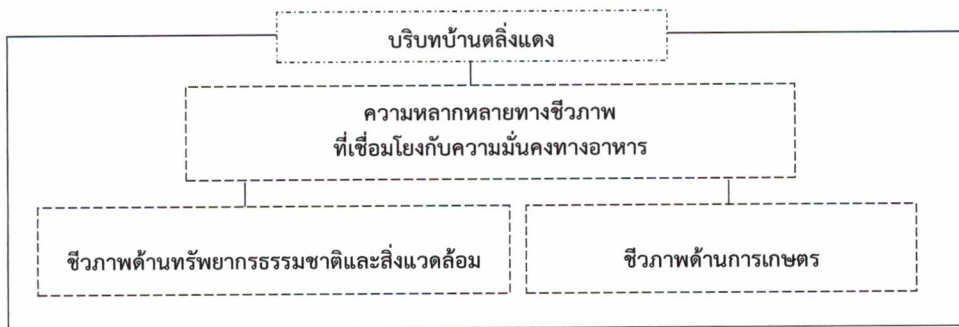 บริบทบ้านตลิ่งแดง
ความหลากหลายทางชีวภาพ
ที่เชื่อมโยงกับความมั่นคงทางอาหาร
ชีวภาพด้านทรัพยากรธรรมชาติและสิ่งแวดล้อม
ชีวภาพด้านการเกษตร